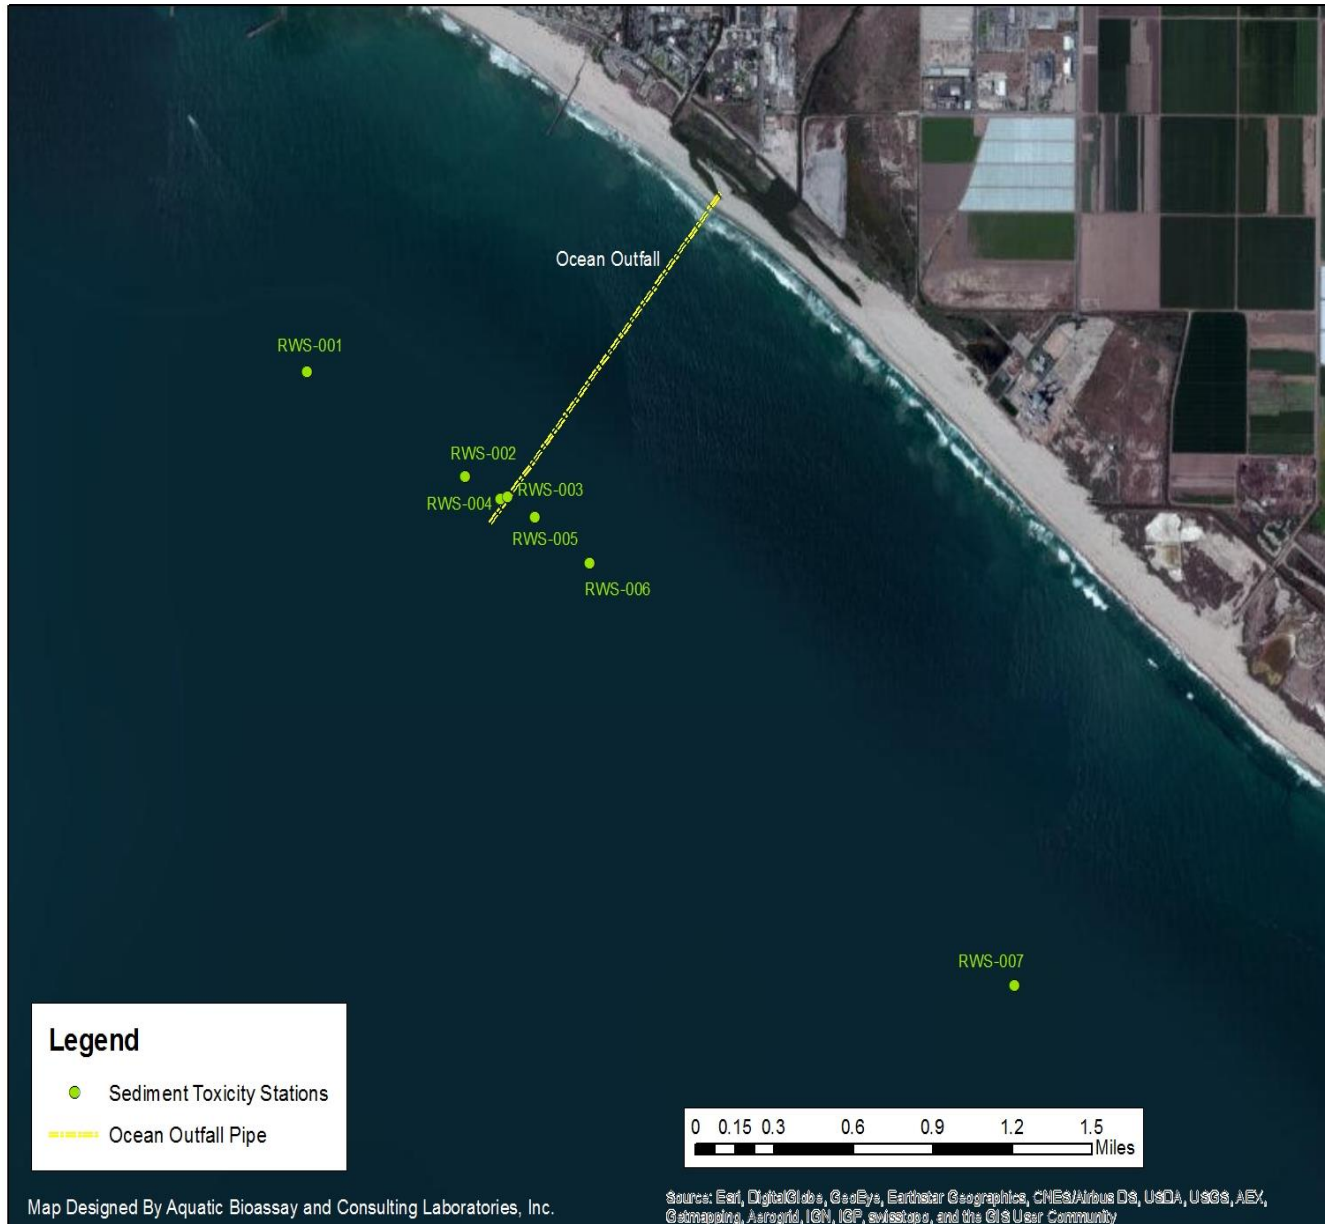 Ocean Outfall
RWS-001
RWS-002
RWS-003
RWS-004
RWS-005
RWS-006
RWS-007
Legend
Sediment Toxicity Stations
Ocean Outfall Pipe
0 0.15 0.3 0.6 0.9 1.2 1.5
Miles
Map Designed By Aquatic Bioassay and Consulting Laboratories, Inc.
Source: Esri, DigitalGlobe, GeoEye, Earthstar Geographics, CNES/Airbus DS, USDA, USGS, AEX,
Getmapping, Aerogrid, IGN, IGP, swisstopo, and the GIS User Community